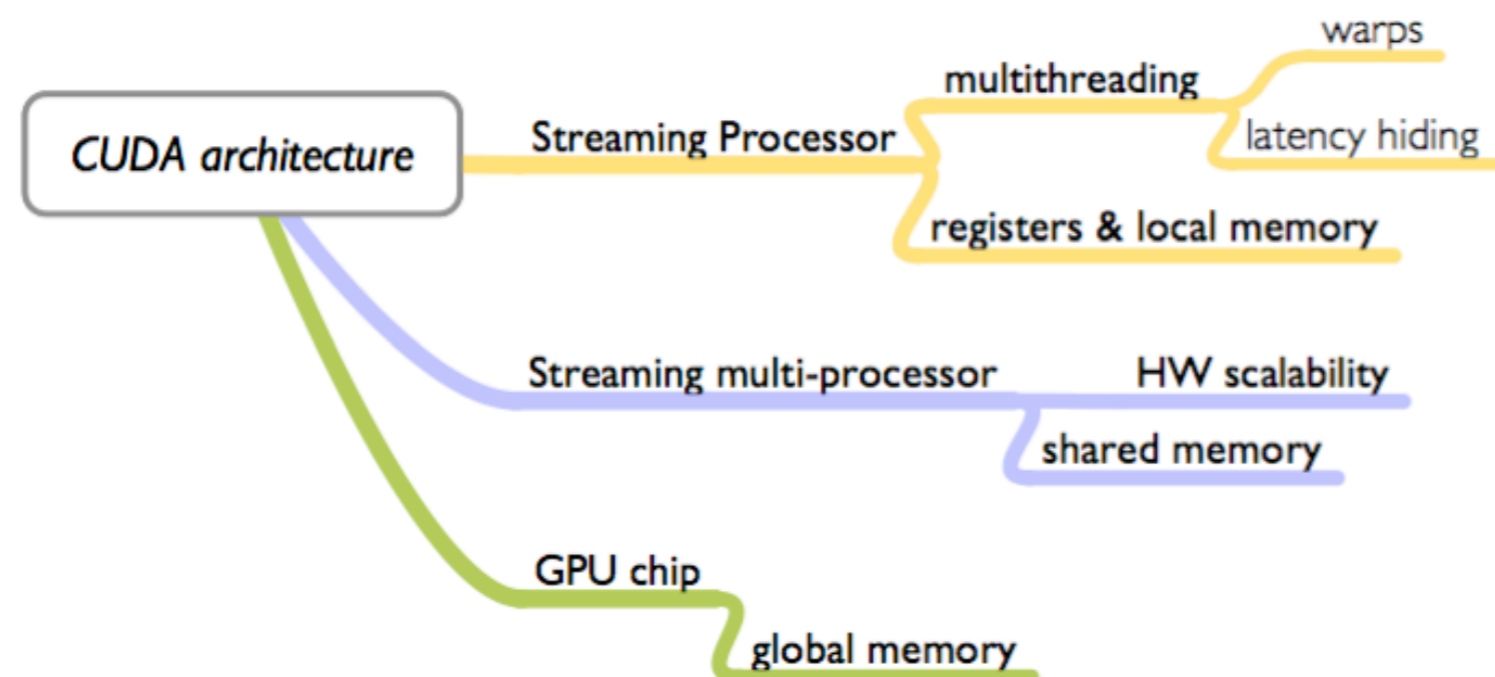 warps
multithreading
CUDA architecture
Streaming Processor
latency hiding
registers & local memory
Streaming multi-processor
HW scalability
shared memory
GPU chip
global memory